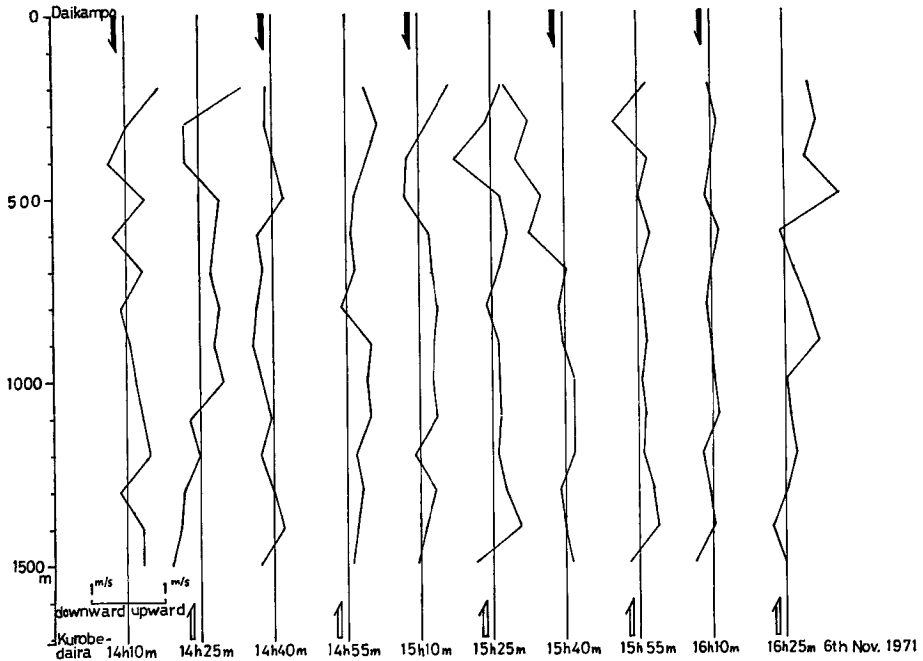 0 Daikampo
500
1000
1500
m
1 m/s 1 m/s
downward upward
Kurobe-
daira 14h10m 14h25m 14h40m 14h55m 15h10m 15h25m 15h40m 15h55m 16h10m 16h25m 6th Nov. 1971